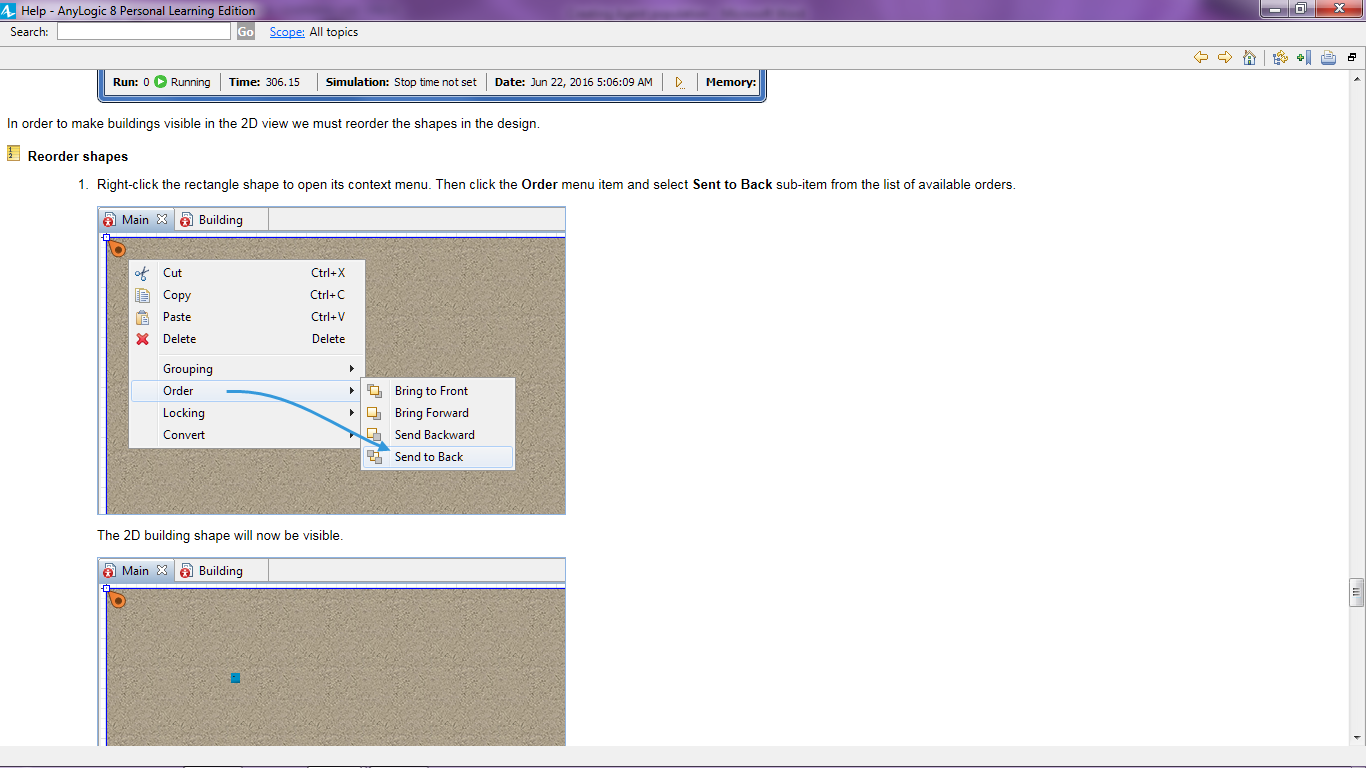 Help - AnyLogic 8 Personal Learning Edition
Search: Go Scope: All topics
Run: 0 Running Time: 306.15 Simulation: Stop time not set Date: Jun 22, 2016 5:06:09 AM Memory:
In order to make buildings visible in the 2D view we must reorder the shapes in the design.
Reorder shapes
1. Right-click the rectangle shape to open its context menu. Then click the Order menu item and select Sent to Back sub-item from the list of available orders.
Main Building
Cut Ctrl+X
Copy Ctrl+C
Paste Ctrl+V
Delete Delete
Grouping
Order
Locking
Convert
Bring to Front
Bring Forward
Send Backward
Send to Back
The 2D building shape will now be visible.
Main Building